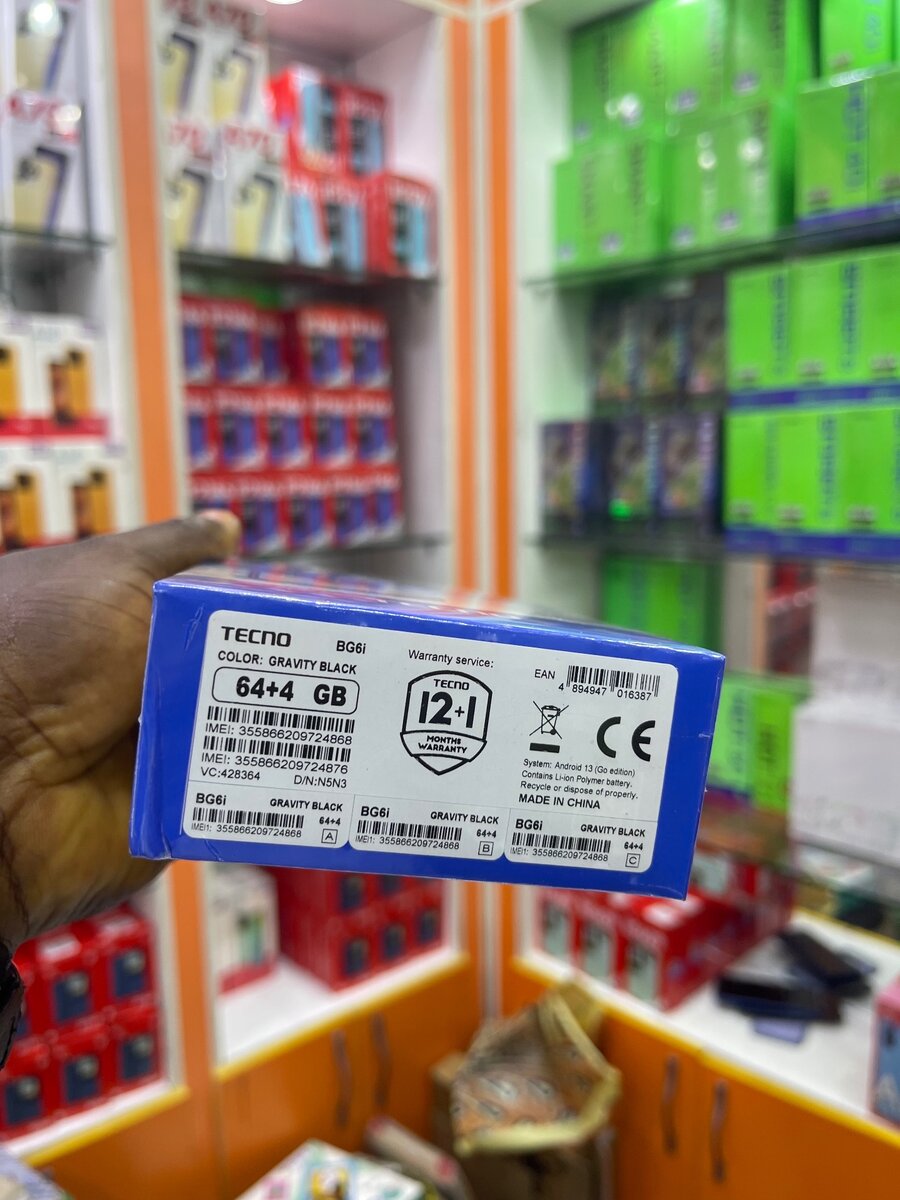 TECNO
BG6i
COLOR: GRAVITY BLACK
64+4 GB
IMEI: 355866209724868
IMEI: 355866209724876
VC:428364
D/N:N5N3
Warranty service:
TECNO
12+1
MONTHS
WARRANTY
EAN
4 894947 016387
CE
System: Android 13 (Go edition)
Contains Li-ion Polymer battery.
Recycle or dispose of properly.
MADE IN CHINA
BG6i GRAVITY BLACK
64+4
IMEI1: 355866209724868 A
BG6i GRAVITY BLACK
64+4
IMEI1: 355866209724868 B
BG6i GRAVITY BLACK
64+4
IMEI1: 355866209724868 C